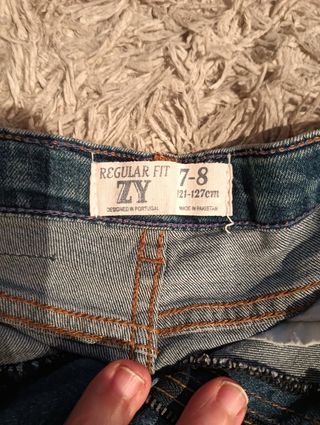 REGULAR FIT
ZY
DESIGNED IN PORTUGAL
7-8
121-127cm
MADE IN PAKISTAN